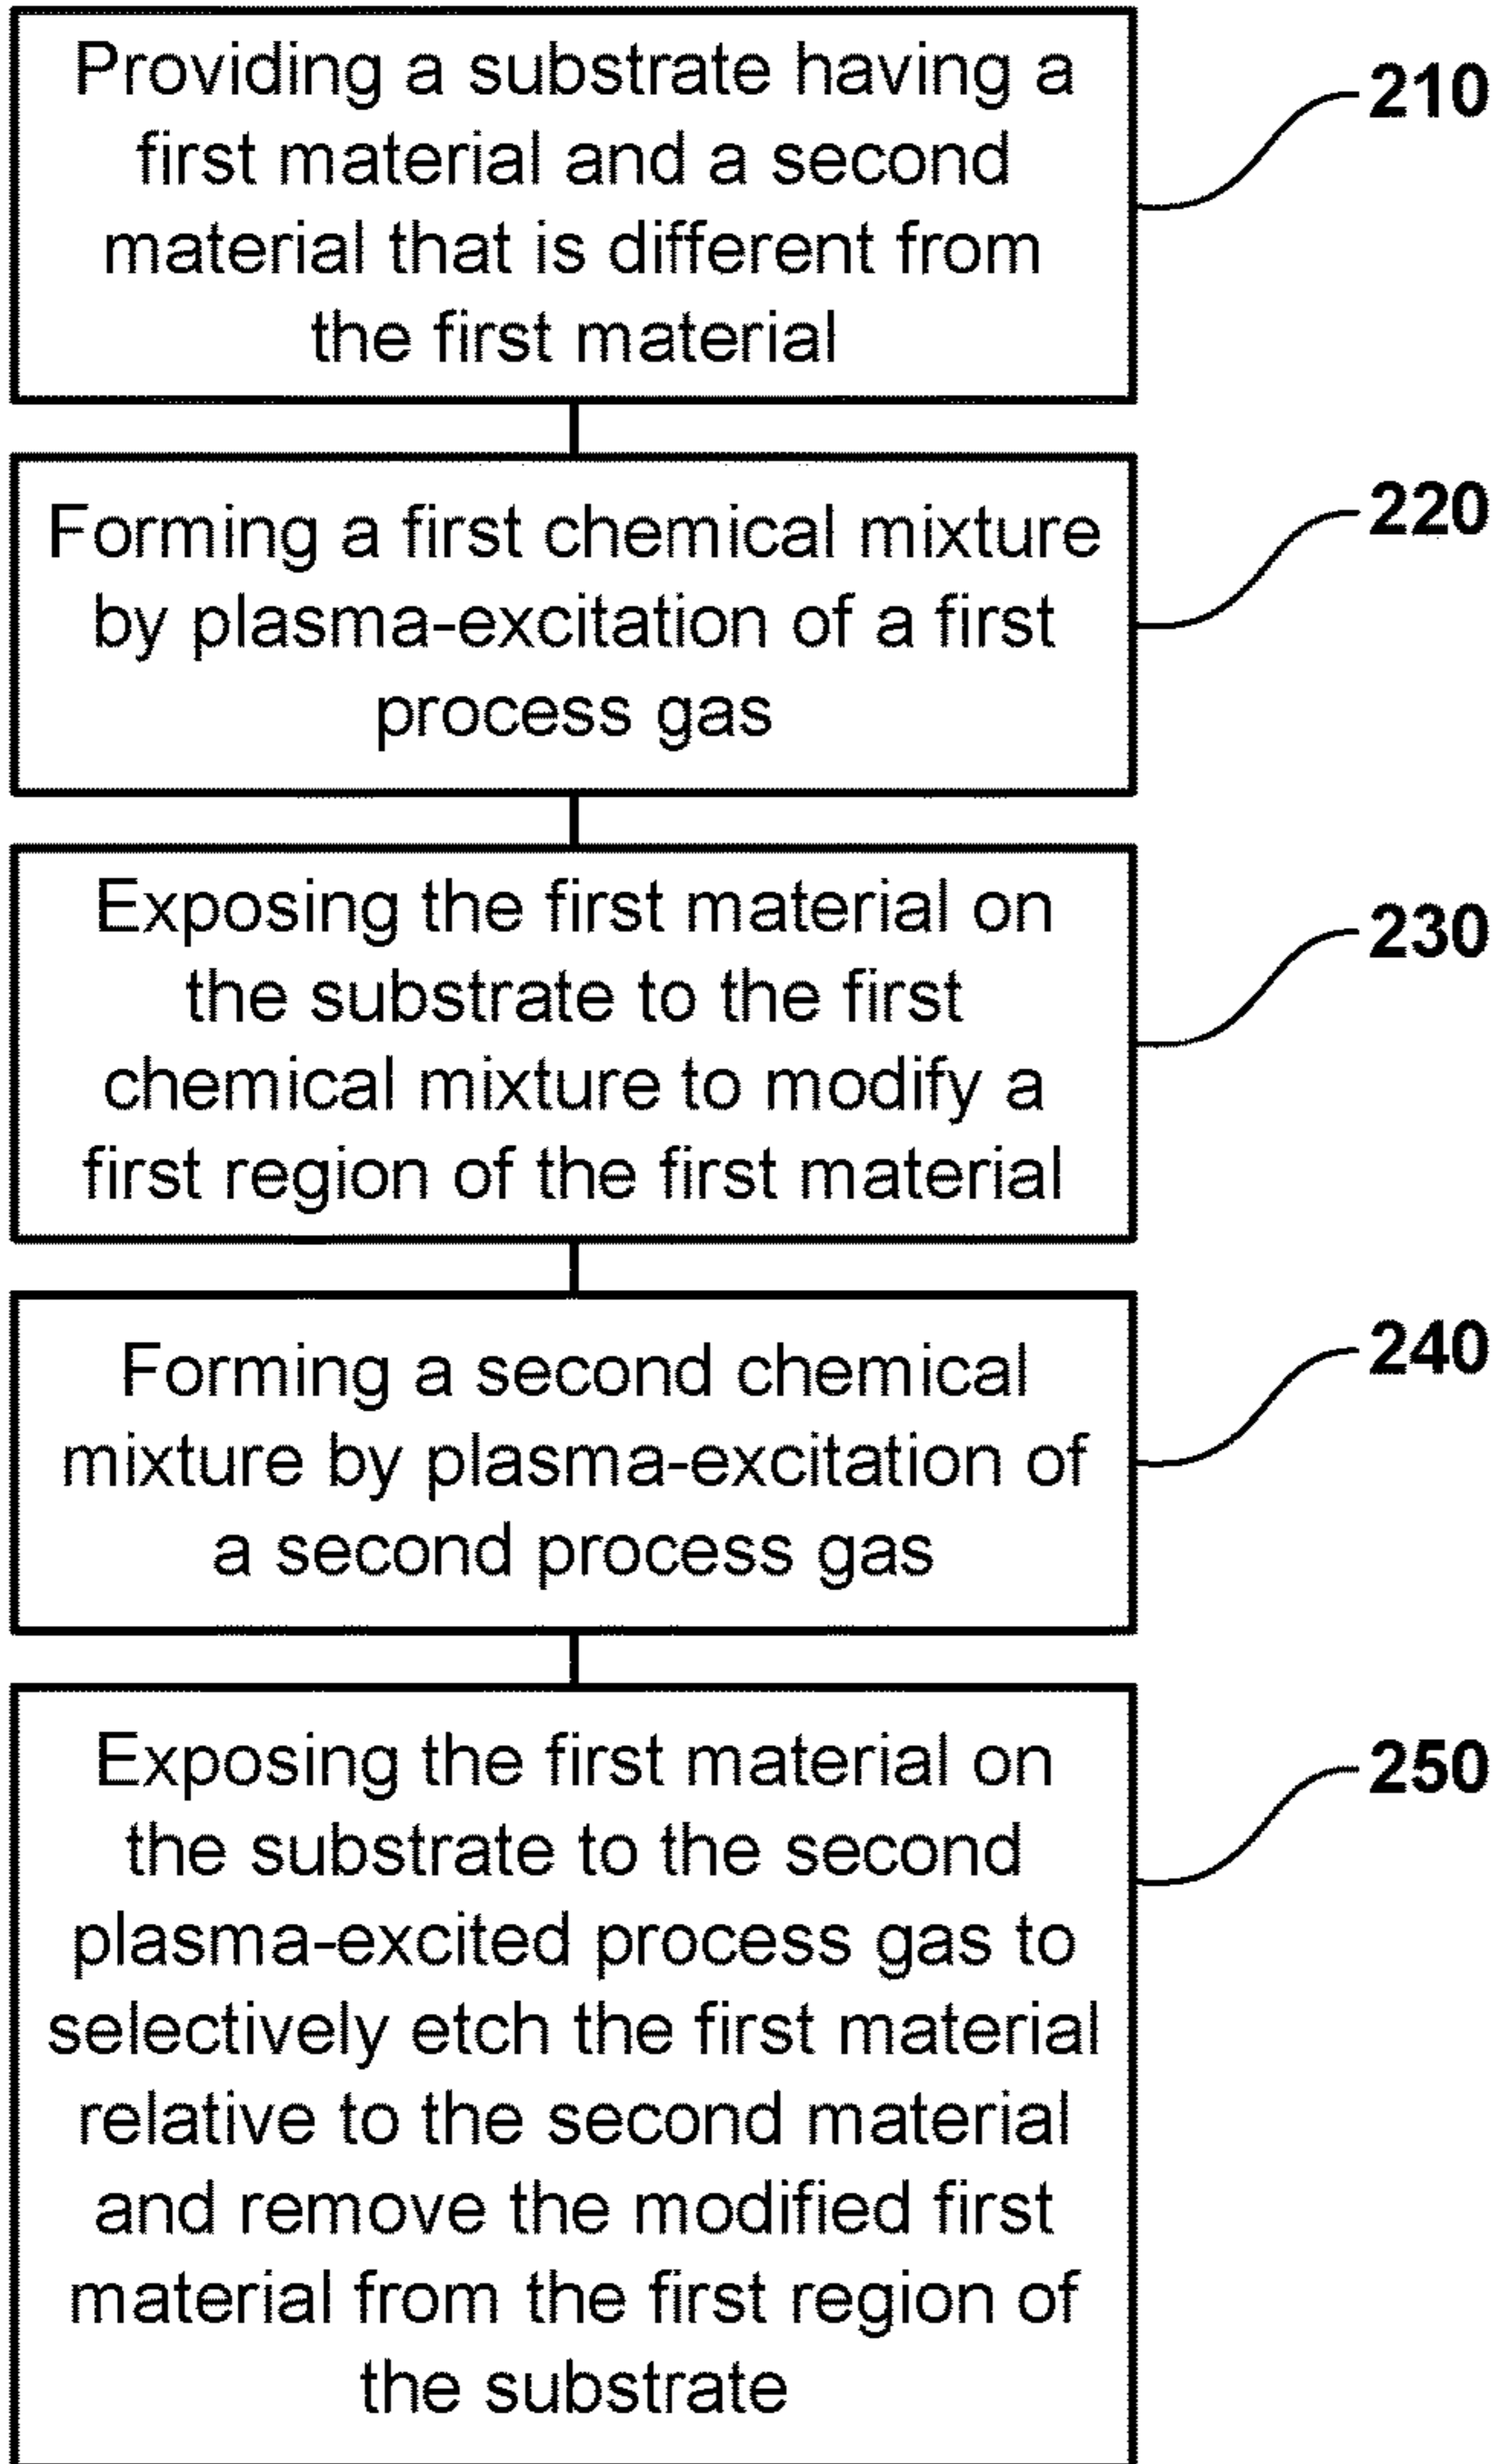 Providing a substrate having a
first material and a second
material that is different from
the first material
210
Forming a first chemical mixture
by plasma-excitation of a first
process gas
220
Exposing the first material on
the substrate to the first
chemical mixture to modify a
first region of the first material
230
Forming a second chemical
mixture by plasma-excitation of
a second process gas
240
Exposing the first material on
the substrate to the second
plasma-excited process gas to
selectively etch the first material
relative to the second material
and remove the modified first
material from the first region of
the substrate
250